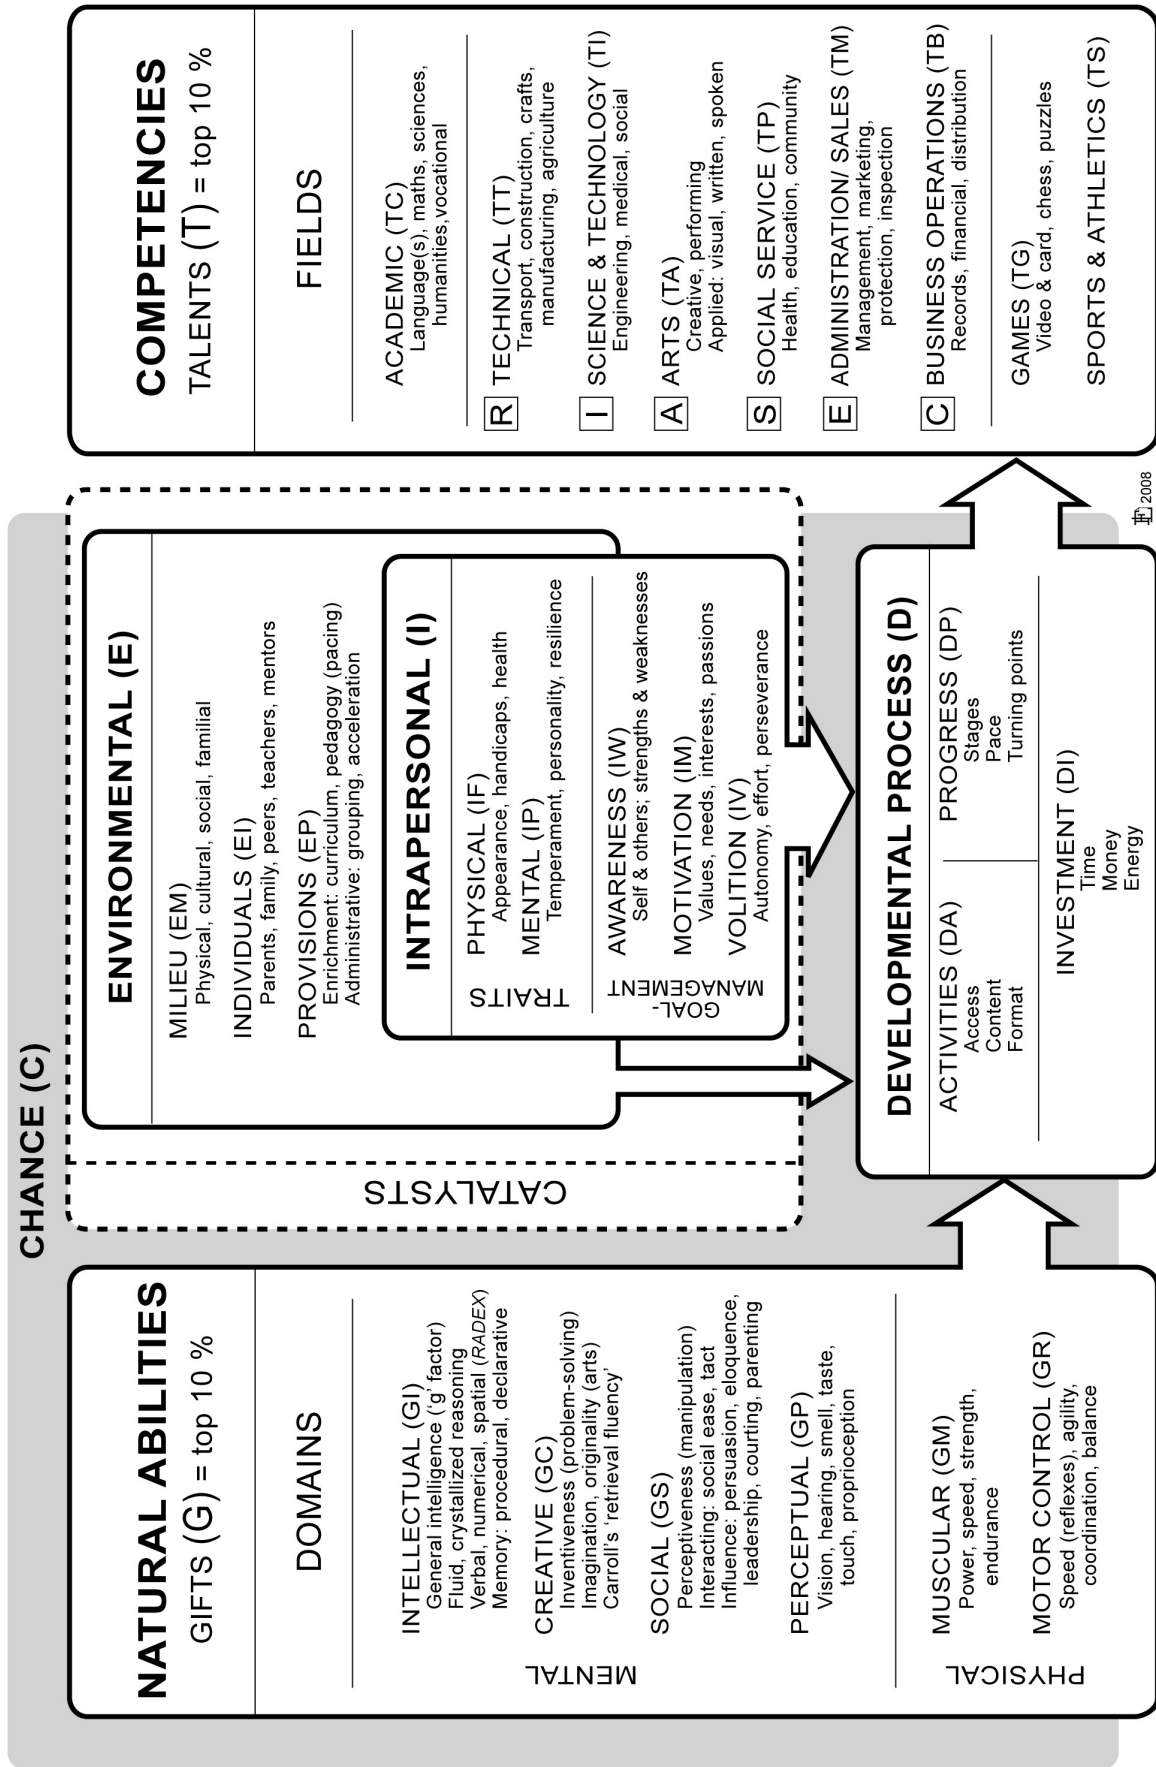 CHANCE (C)
NATURAL ABILITIES
GIFTS (G) = top 10 %
DOMAINS
MENTAL
INTELLECTUAL (GI)
General intelligence (‘g’ factor)
Fluid, crystallized reasoning
Verbal, numerical, spatial (RADEX)
Memory: procedural, declarative
CREATIVE (GC)
Inventiveness (problem-solving)
Imagination, originality (arts)
Carroll's ‘retrieval fluency’
SOCIAL (GS)
Perceptiveness (manipulation)
Interacting: social ease, tact
Influence: persuasion, eloquence,
leadership, courting, parenting
PERCEPTUAL (GP)
Vision, hearing, smell, taste,
touch, proprioception
PHYSICAL
MUSCULAR (GM)
Power, speed, strength,
endurance
MOTOR CONTROL (GR)
Speed (reflexes), agility,
coordination, balance
CATALYSTS
ENVIRONMENTAL (E)
MILIEU (EM)
Physical, cultural, social, familial
INDIVIDUALS (EI)
Parents, family, peers, teachers, mentors
PROVISIONS (EP)
Enrichment: curriculum, pedagogy (pacing)
Administrative: grouping, acceleration
INTRAPERSONAL (I)
TRAITS
PHYSICAL (IF)
Appearance, handicaps, health
MENTAL (IP)
Temperament, personality, resilience
GOAL-
MANAGEMENT
AWARENESS (IW)
Self & others; strengths & weaknesses
MOTIVATION (IM)
Values, needs, interests, passions
VOLITION (IV)
Autonomy, effort, perseverance
DEVELOPMENTAL PROCESS (D)
ACTIVITIES (DA)
Access
Content
Format
PROGRESS (DP)
Stages
Pace
Turning points
INVESTMENT (DI)
Time
Money
Energy
COMPETENCIES
TALENTS (T) = top 10 %
FIELDS
ACADEMIC (TC)
Language(s), maths, sciences,
humanities,vocational
R TECHNICAL (TT)
Transport, construction, crafts,
manufacturing, agriculture
I SCIENCE & TECHNOLOGY (TI)
Engineering, medical, social
A ARTS (TA)
Creative, performing
Applied: visual, written, spoken
S SOCIAL SERVICE (TP)
Health, education, community
E ADMINISTRATION/ SALES (TM)
Management, marketing,
protection, inspection
C BUSINESS OPERATIONS (TB)
Records, financial, distribution
GAMES (TG)
Video & card, chess, puzzles
SPORTS & ATHLETICS (TS)
2008